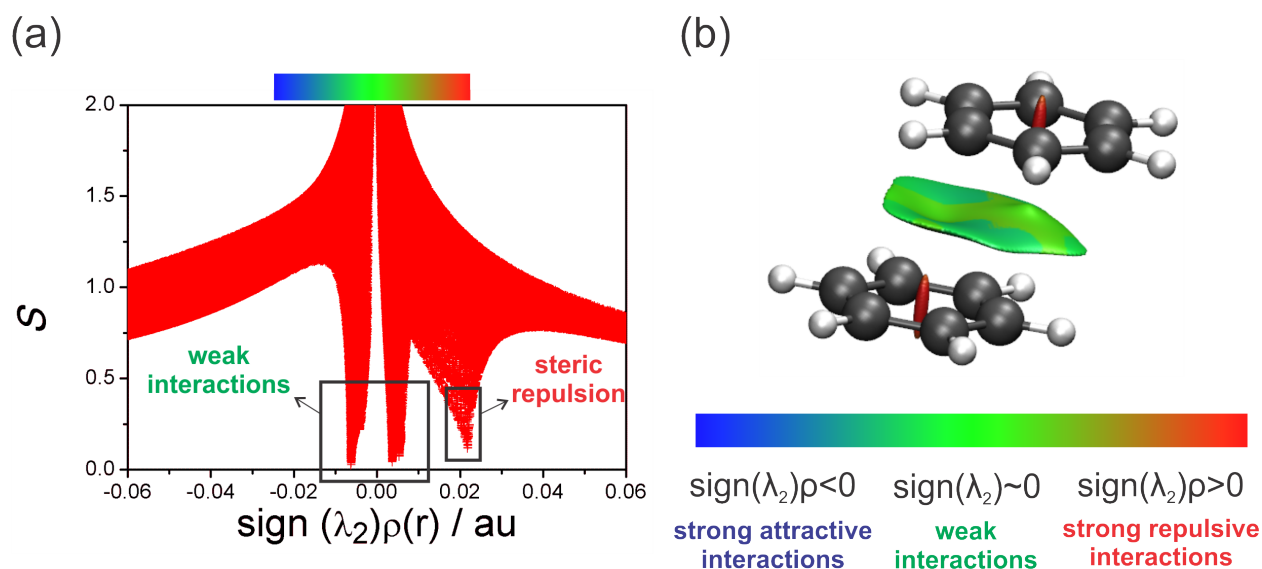 (a)
(b)
2.0
1.5
1.0
0.5
0.0
S
weak
interactions
steric
repulsion
-0.06 -0.04 -0.02 0.00 0.02 0.04 0.06
sign (λ₂)ρ(r) / au
sign(λ₂)ρ<0 sign(λ₂)~0 sign(λ₂)ρ>0
strong attractive
interactions
weak
interactions
strong repulsive
interactions